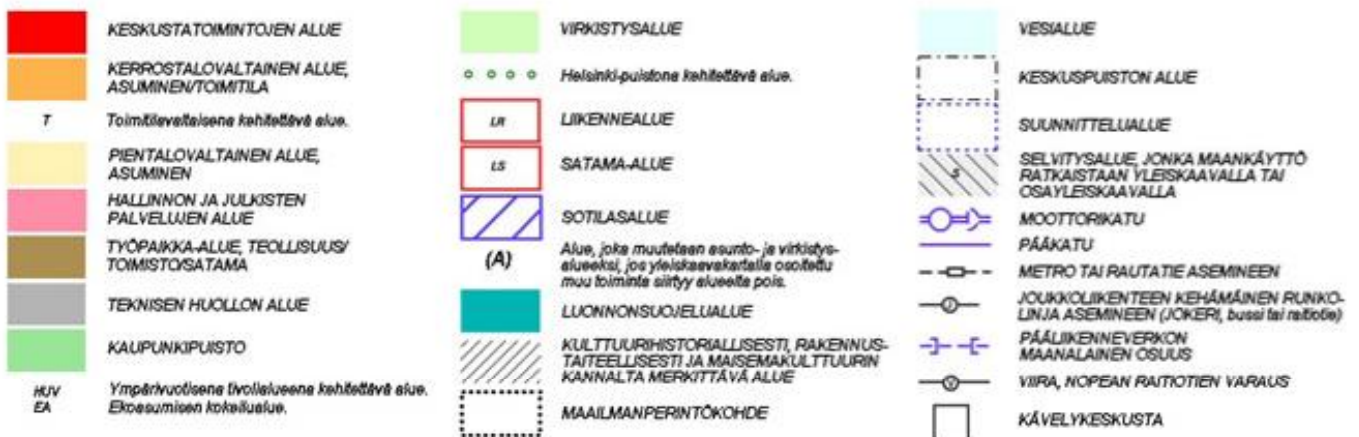 KESKUSTATOIMINTOJEN ALUE
KERROSTALOVALTAINEN ALUE,
ASUMINEN/TOIMITILA
T
Toimitilavaltaisena kehitettävä alue.
PIENTALOVALTAINEN ALUE,
ASUMINEN
HALLINNON JA JULKISTEN
PALVELUJEN ALUE
TYÖPAIKKA-ALUE, TEOLLISUUS/
TOIMISTO/SATAMA
TEKNISEN HUOLLON ALUE
KAUPUNKIPUISTO
HUV
Ympärivuotisena tivolialueena kehitettävä alue.
EA
Ekoasumisen kokeilualue.
VIRKISTYSALUE
Helsinki-puistona kehitettävä alue.
LR
LIIKENNEALUE
LS
SATAMA-ALUE
SOTILASALUE
(A)
Alue, joka muutetaan asunto- ja virkistys-
alueeksi, jos yleiskaavakartalla osoitettu
muu toiminta siirtyy alueelta pois.
LUONNONSUOJELUALUE
KULTTUURIHISTORIALLISESTI, RAKENNUS-
TAITEELLISESTI JA MAISEMAKULTTUURIN
KANNALTA MERKITTÄVÄ ALUE
MAAILMANPERINTÖKOHDE
VESIALUE
KESKUSPUISTON ALUE
SUUNNITTELUALUE
S
SELVITYSALUE, JONKA MAANKÄYTTÖ
RATKAISTAAN YLEISKAAVALLA TAI
OSAYLEISKAAVALLA
MOOTTORIKATU
PÄÄKATU
METRO TAI RAUTATIE ASEMINEEN
J
JOUKKOLIIKENTEEN KEHÄMÄINEN RUNKO-
LINJA ASEMINEEN (JOKERI, bussi tai raitiotie)
PÄÄLIIKENNEVERKON
MAANALAINEN OSUUS
V
VIIRA, NOPEAN RAITIOTIEN VARAUS
KÄVELYKESKUSTA